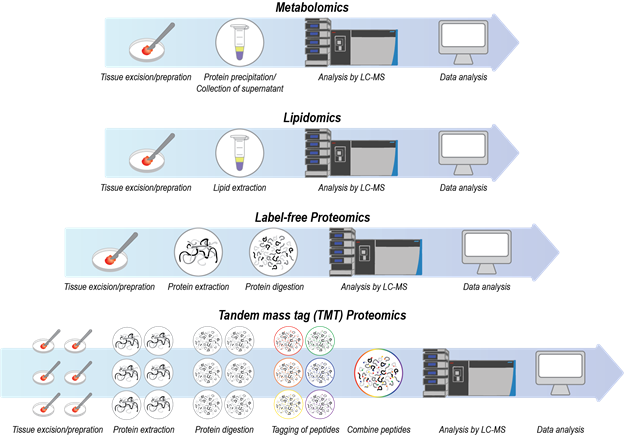 Metabolomics
Tissue excision/prepration
Protein precipitation/
Collection of supernatant
Analysis by LC-MS
Data analysis
Lipidomics
Tissue excision/prepration
Lipid extraction
Analysis by LC-MS
Data analysis
Label-free Proteomics
Tissue excision/prepration
Protein extraction
Protein digestion
Analysis by LC-MS
Data analysis
Tandem mass tag (TMT) Proteomics
Tissue excision/prepration
Protein extraction
Protein digestion
Tagging of peptides
Combine peptides
Analysis by LC-MS
Data analysis